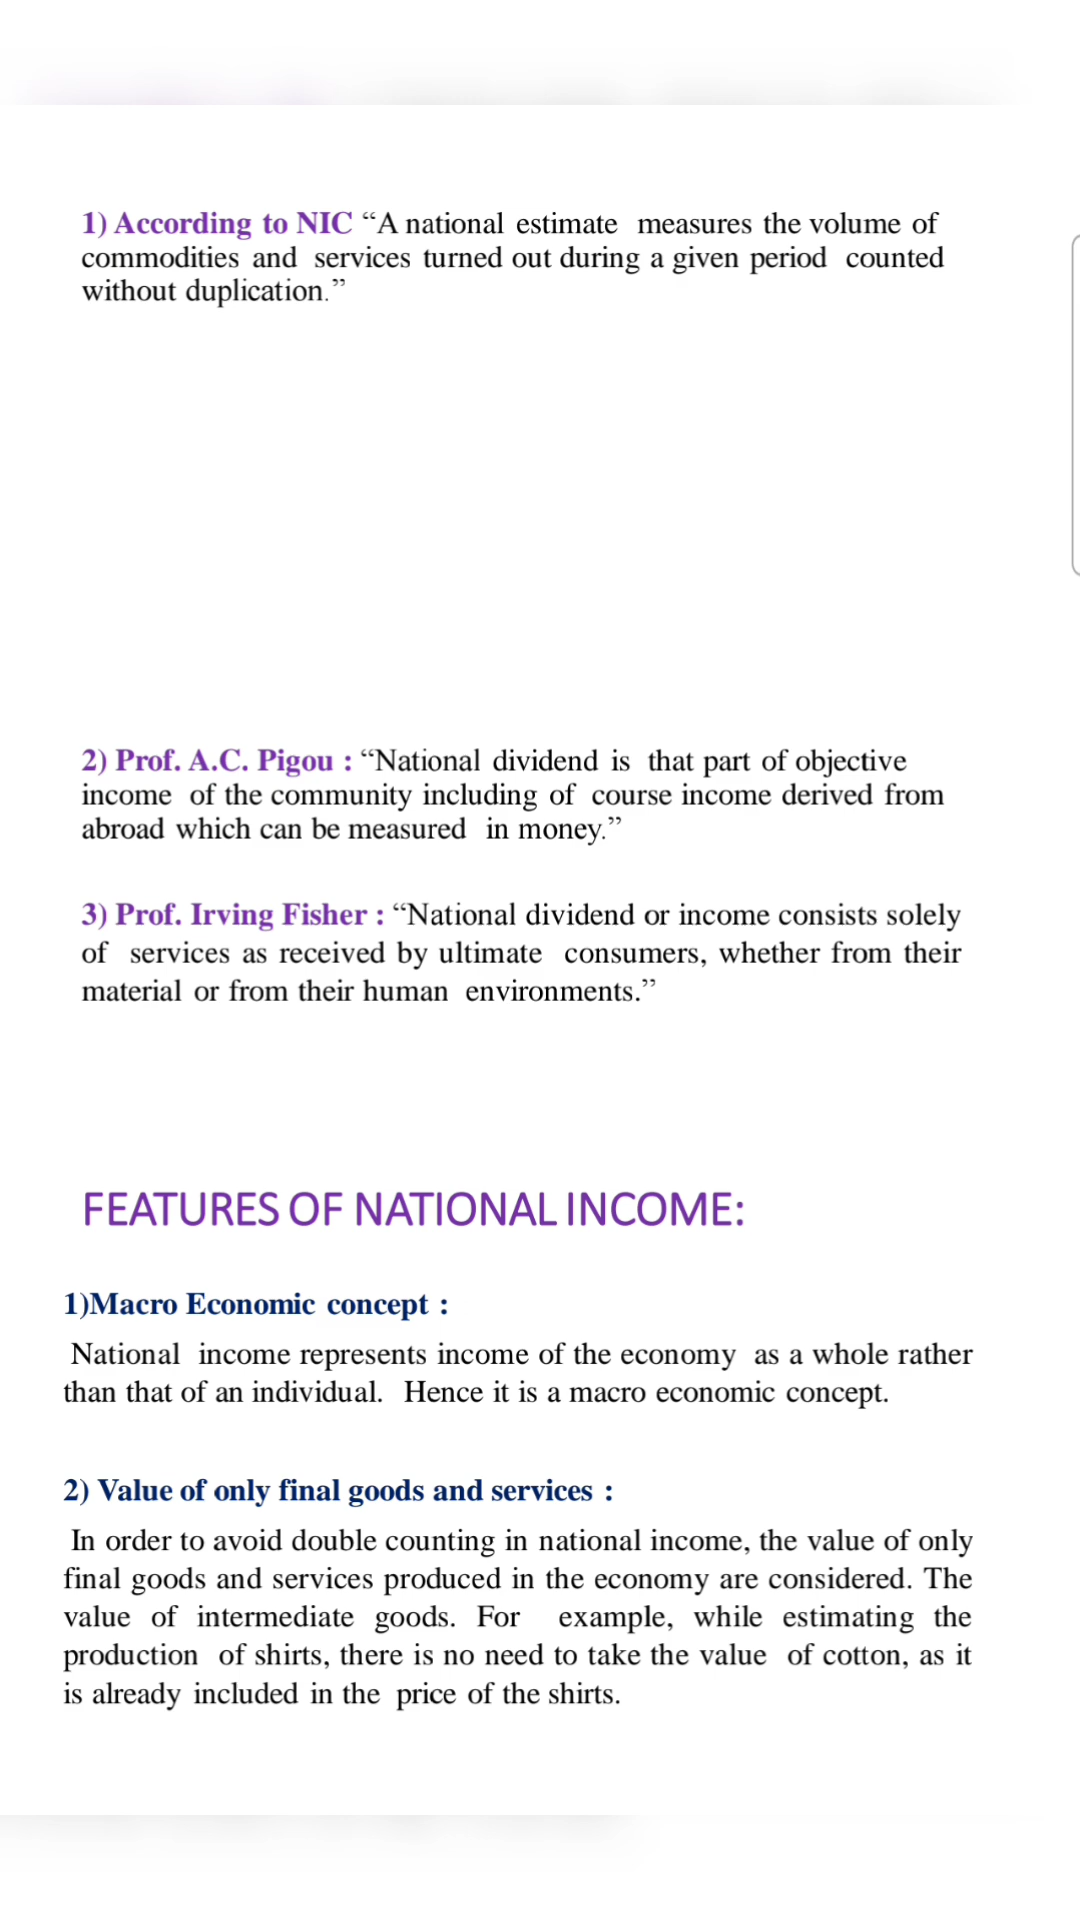 1) According to NIC “A national estimate measures the volume of
commodities and services turned out during a given period counted
without duplication.”
2) Prof. A.C. Pigou : “National dividend is that part of objective
income of the community including of course income derived from
abroad which can be measured in money.”
3) Prof. Irving Fisher : “National dividend or income consists solely
of services as received by ultimate consumers, whether from their
material or from their human environments.”
FEATURES OF NATIONAL INCOME:
1)Macro Economic concept :
National income represents income of the economy as a whole rather
than that of an individual. Hence it is a macro economic concept.
2) Value of only final goods and services :
In order to avoid double counting in national income, the value of only
final goods and services produced in the economy are considered. The
value of intermediate goods. For example, while estimating the
production of shirts, there is no need to take the value of cotton, as it
is already included in the price of the shirts.